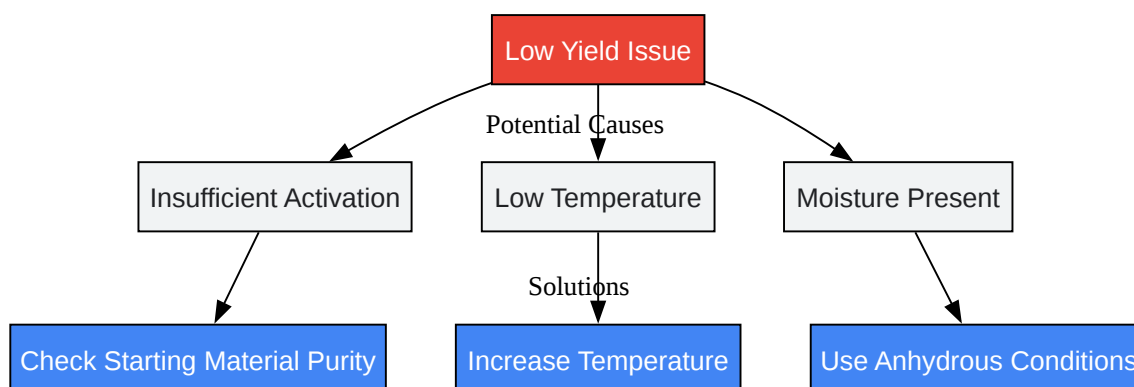 Low Yield Issue
Potential Causes
Insufficient Activation
Low Temperature
Moisture Present
Solutions
Check Starting Material Purity
Increase Temperature
Use Anhydrous Conditions